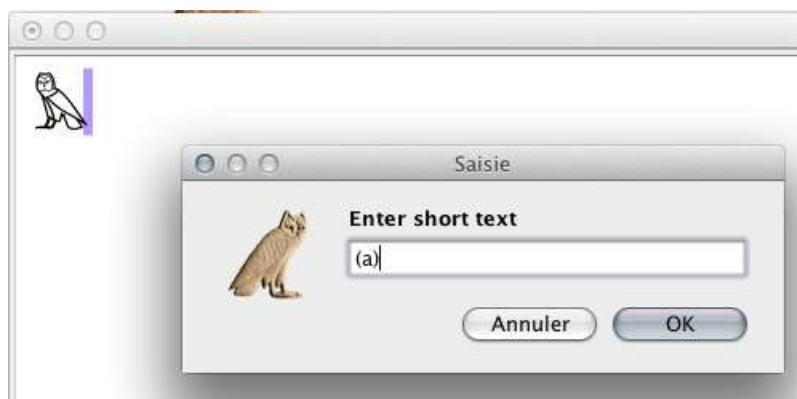 𓅓
Saisie
Enter short text
(a)
Annuler OK